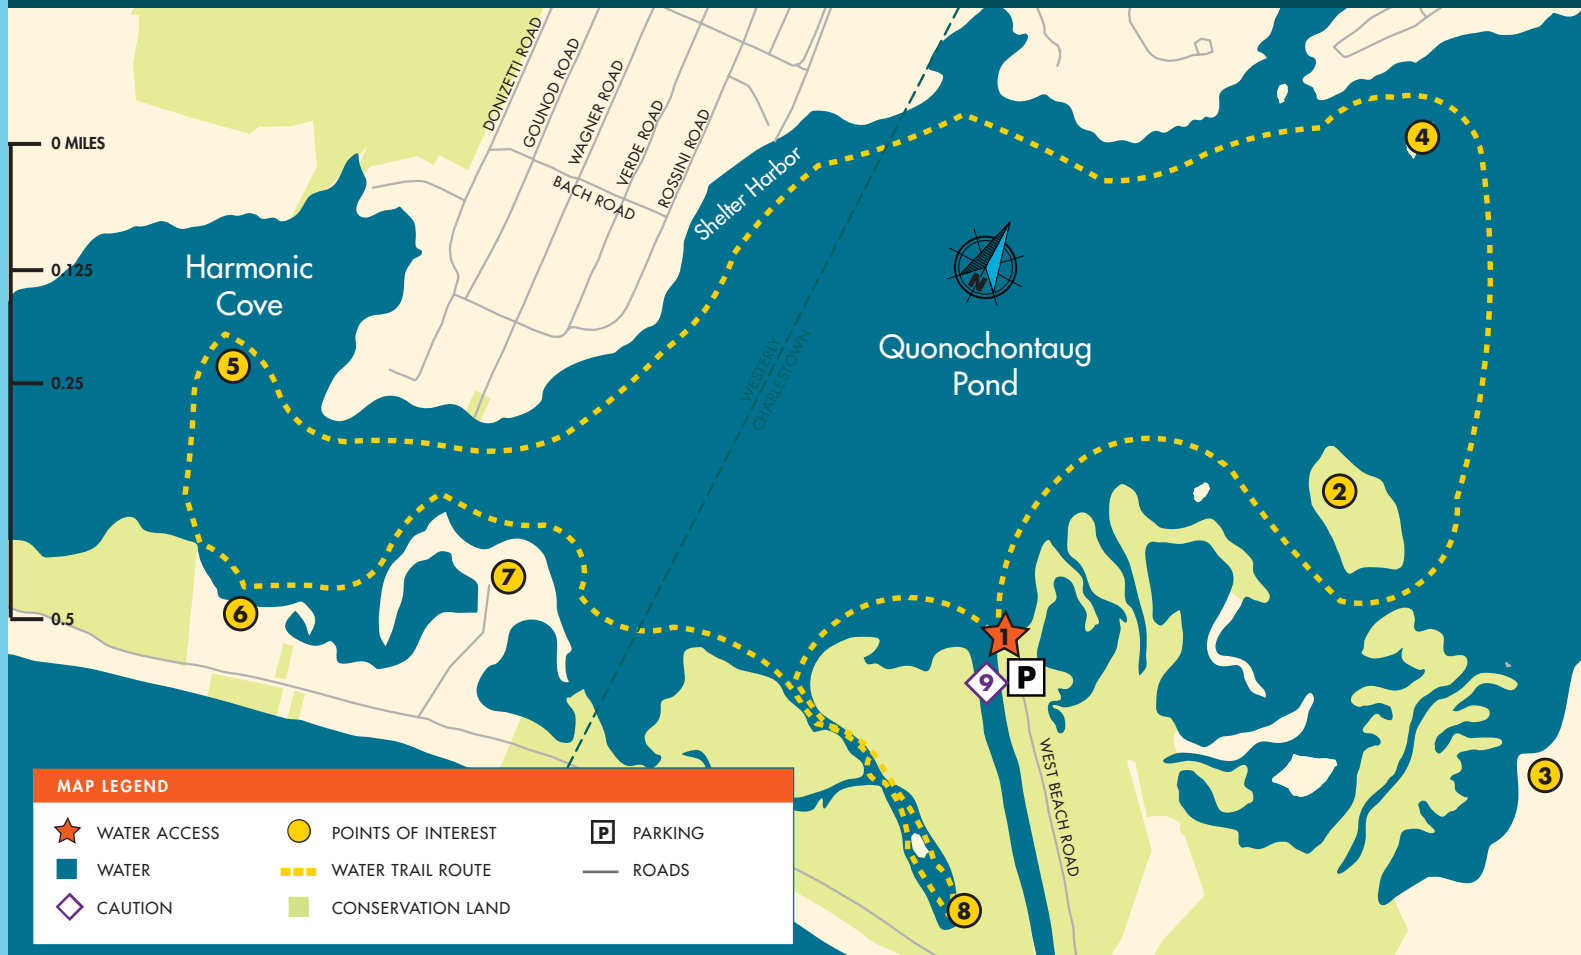 DONIZETTI ROAD
GOUNOD ROAD
WAGNER ROAD
VERDE ROAD
ROSSINI ROAD
BACH ROAD
Shelter Harbor
0 MILES
0.125
0.25
0.5
Harmonic
Cove
Quonochontaug
Pond
N
WESTERLY
CHARLESTOWN
4
5
2
7
6
1
9
P
3
8
WEST BEACH ROAD
MAP LEGEND
WATER ACCESS
POINTS OF INTEREST
P PARKING
WATER
WATER TRAIL ROUTE
ROADS
CAUTION
CONSERVATION LAND